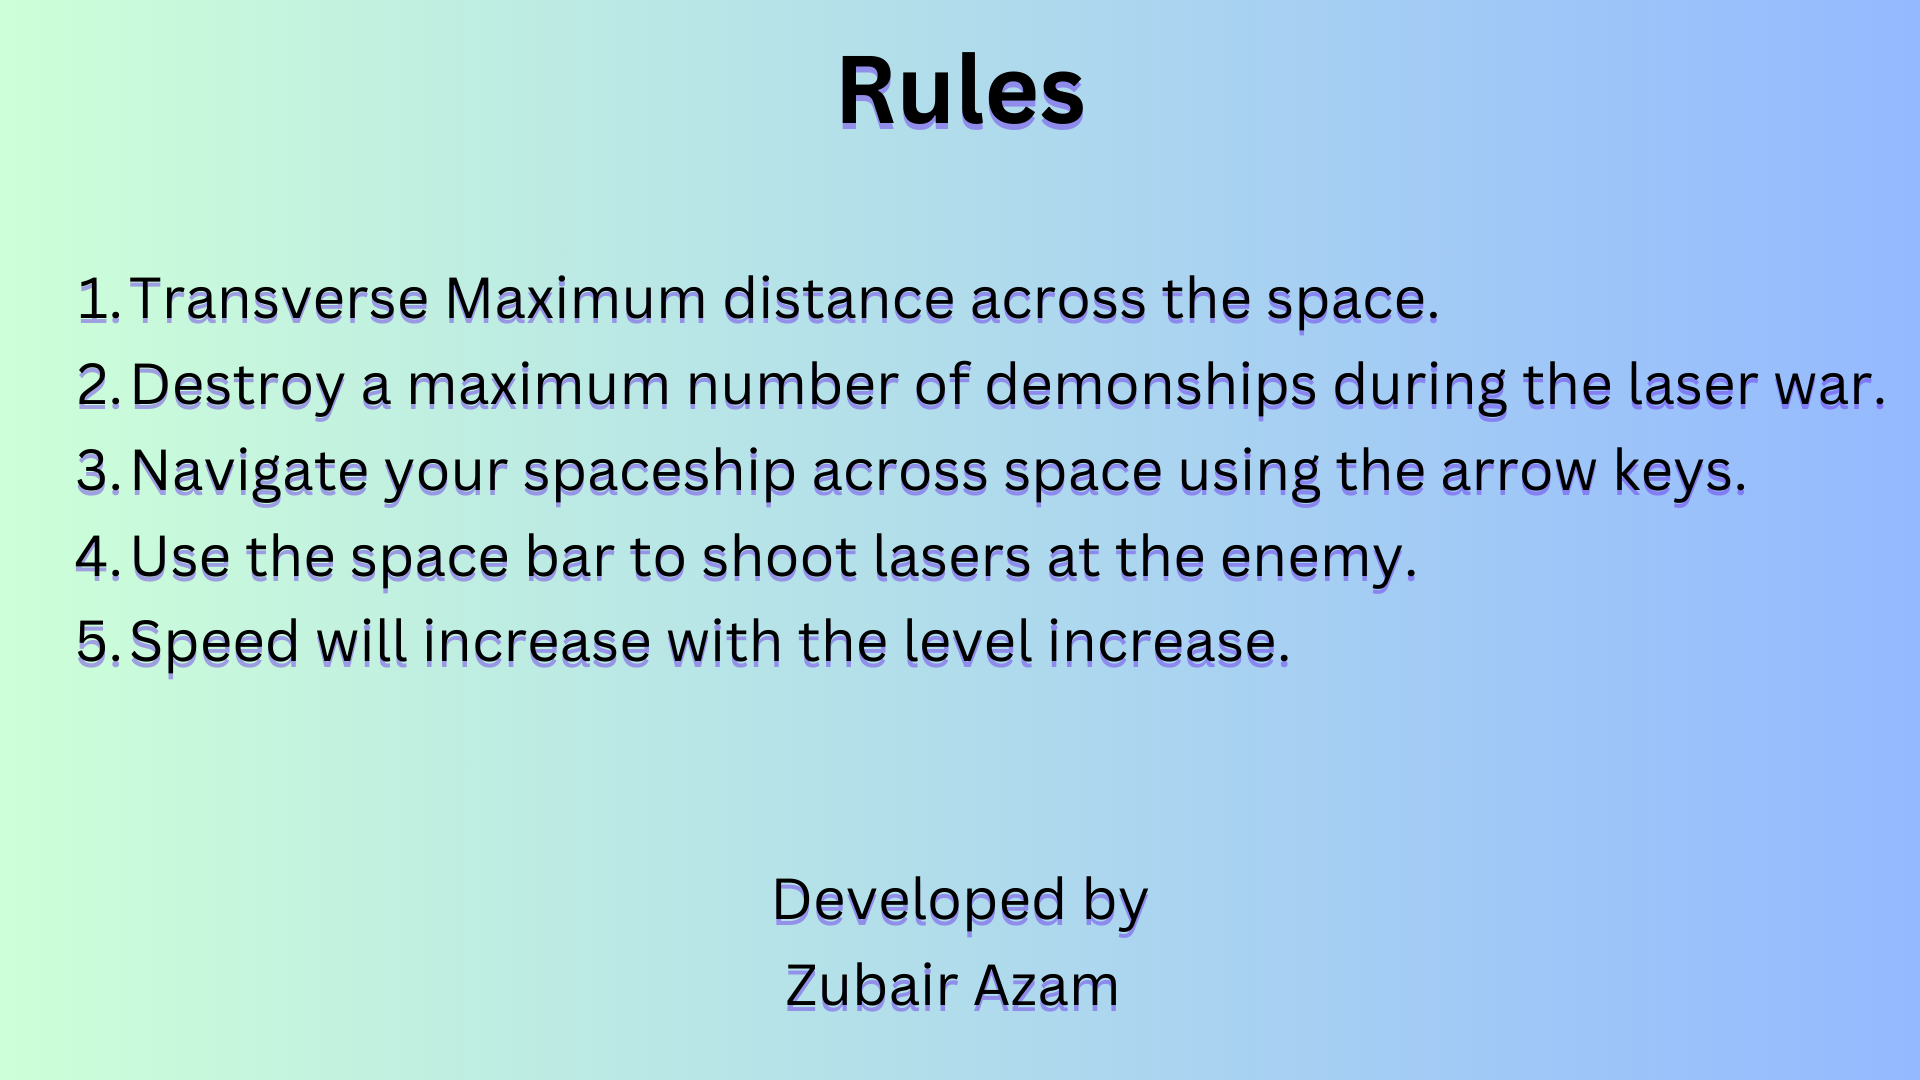 Rules
1. Transverse Maximum distance across the space.
2. Destroy a maximum number of demonships during the laser war.
3. Navigate your spaceship across space using the arrow keys.
4. Use the space bar to shoot lasers at the enemy.
5. Speed will increase with the level increase.
Developed by
Zubair Azam